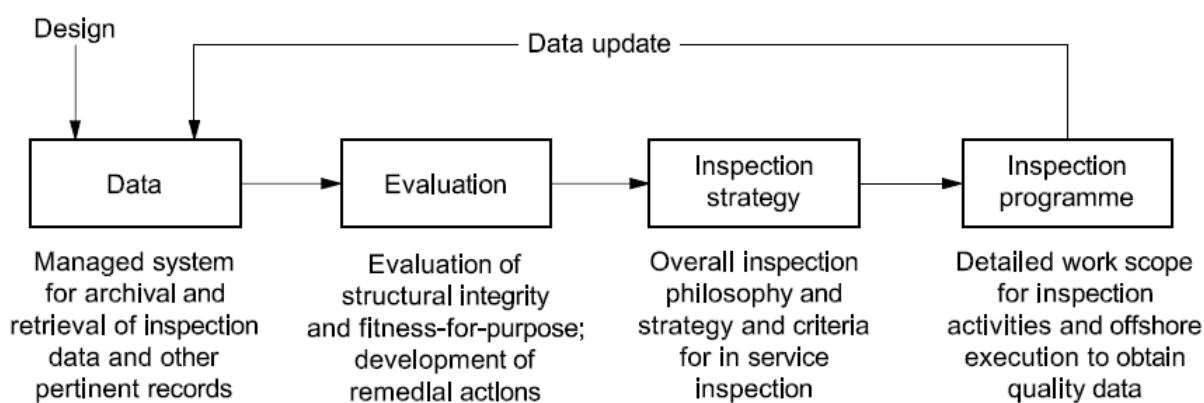 Design
Data update
Data
Evaluation
Inspection
strategy
Inspection
programme
Managed system
for archival and
retrieval of inspection
data and other
pertinent records
Evaluation of
structural integrity
and fitness-for-purpose;
development of
remedial actions
Overall inspection
philosophy and
strategy and criteria
for in service
inspection
Detailed work scope
for inspection
activities and offshore
execution to obtain
quality data